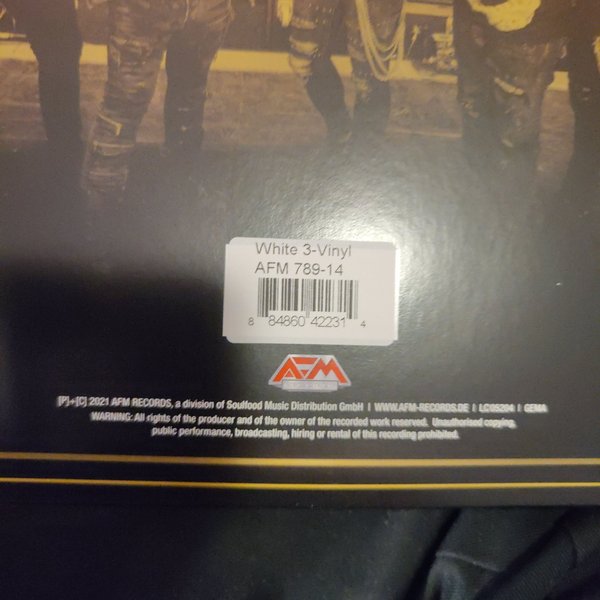 White 3-Vinyl
AFM 789-14
8 84860 42231 4
AFM
[P]+[C] 2021 AFM RECORDS, a division of Soulfood Music Distribution GmbH | WWW.AFM-RECORDS.DE | LC05204 | GEMA
WARNING: All rights of the producer and of the owner of the recorded work reserved. Unauthorised copying,
public performance, broadcasting, hiring or rental of this recording prohibited.